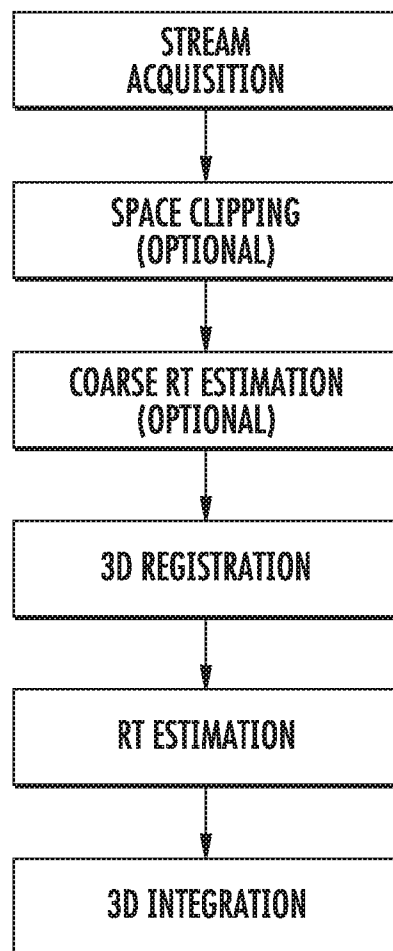 STREAM
ACQUISITION
SPACE CLIPPING
(OPTIONAL)
COARSE RT ESTIMATION
(OPTIONAL)
3D REGISTRATION
RT ESTIMATION
3D INTEGRATION